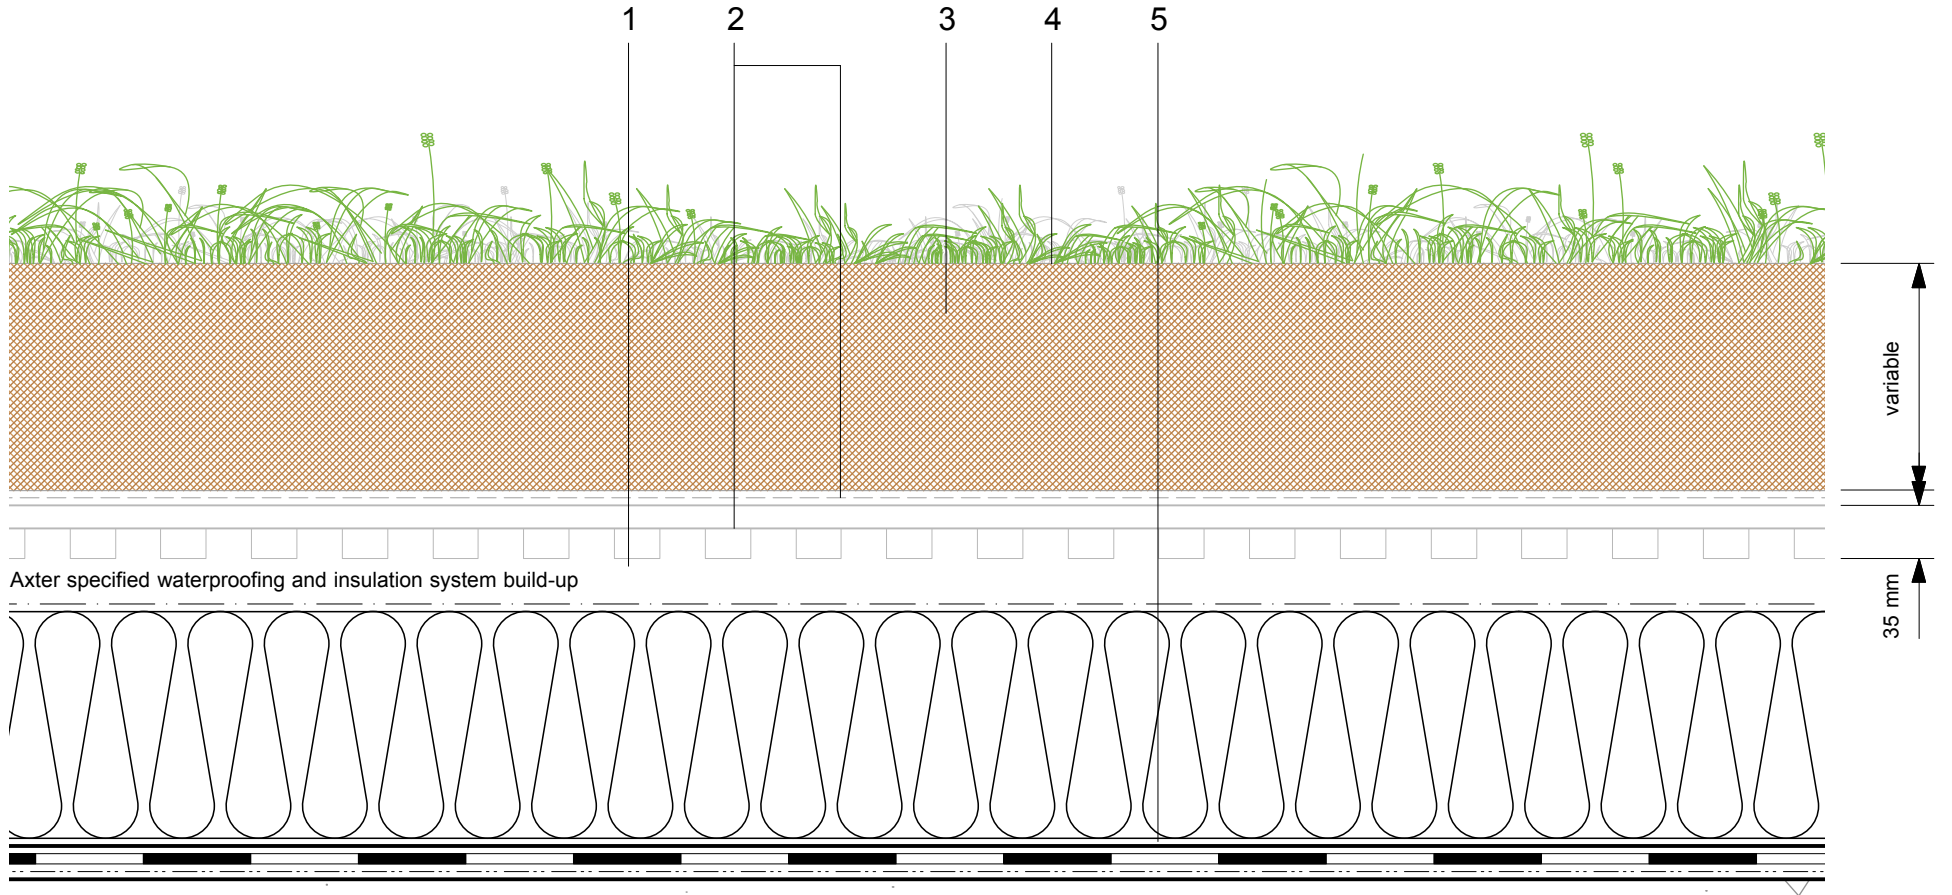 1 2 3 4 5
variable
Axter specified waterproofing and insulation system build-up
35 mm